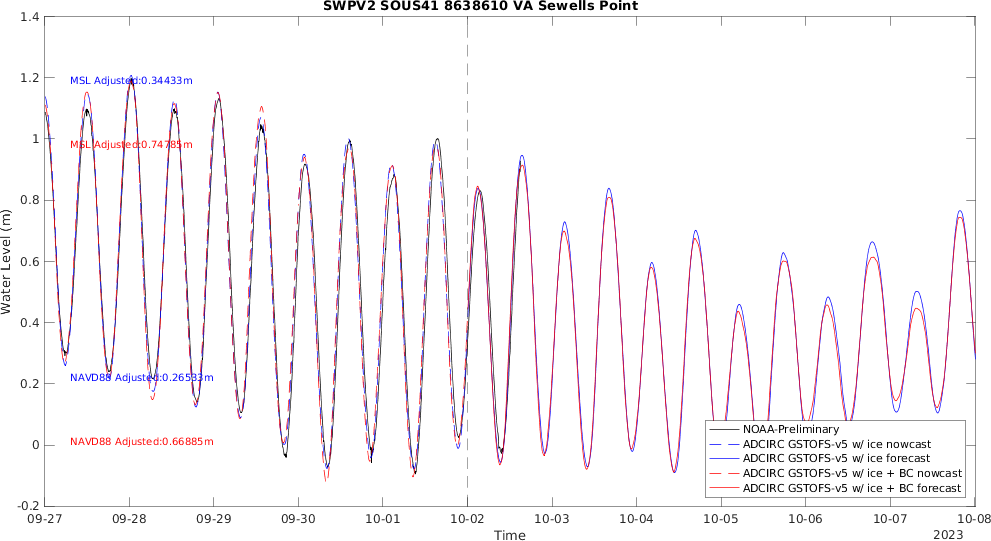 SWPV2 SOUS41 8638610 VA Sewells Point
1.4
1.2
1
0.8
0.6
0.4
0.2
0
-0.2
Water Level (m)
MSL Adjusted:0.34433m
MSL Adjusted:0.74785m
NAVD88 Adjusted:0.26533m
NAVD88 Adjusted:0.66885m
NOAA-Preliminary
ADCIRC GSTOFS-v5 w/ ice nowcast
ADCIRC GSTOFS-v5 w/ ice forecast
ADCIRC GSTOFS-v5 w/ ice + BC nowcast
ADCIRC GSTOFS-v5 w/ ice + BC forecast
09-27 09-28 09-29 09-30 10-01 10-02 10-03 10-04 10-05 10-06 10-07 10-08
Time
2023